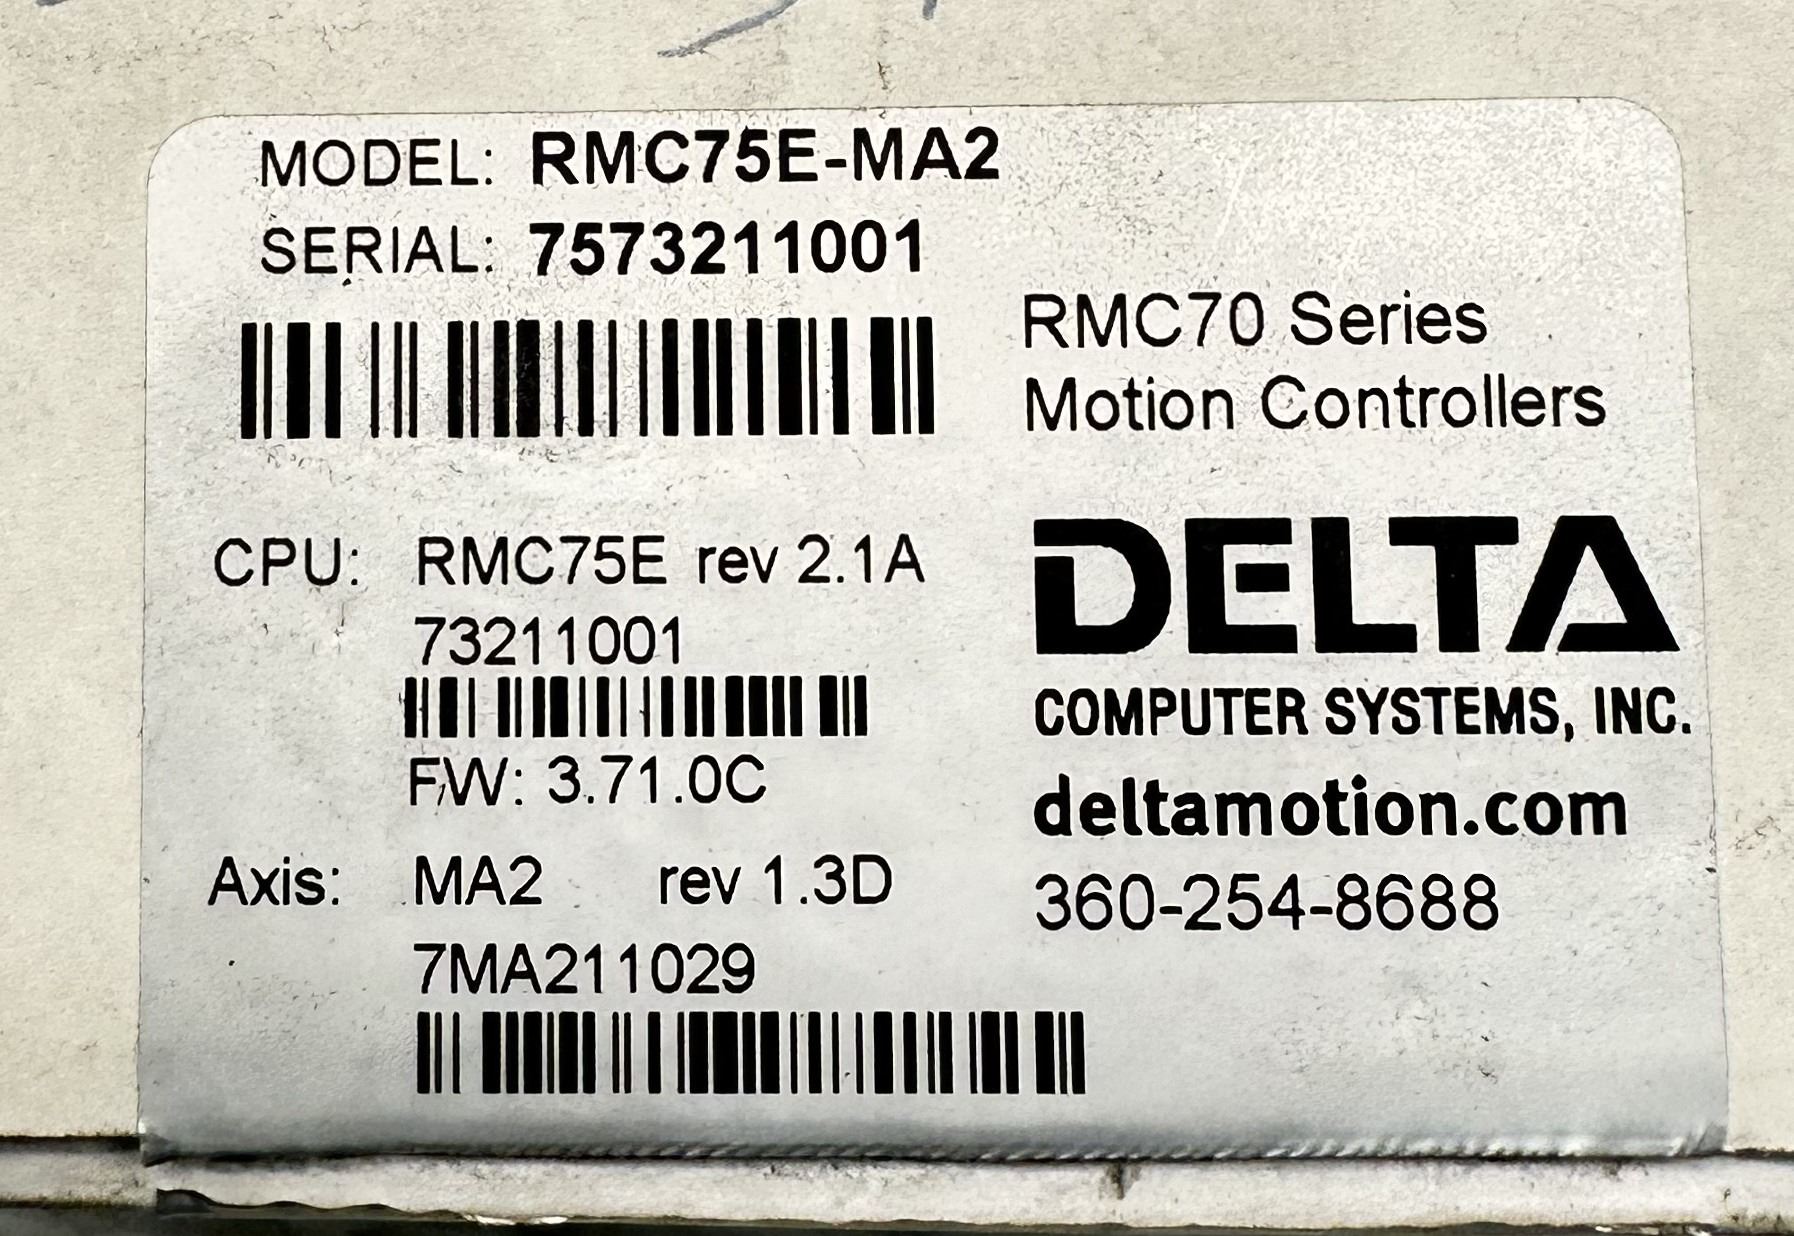 MODEL: RMC75E-MA2
SERIAL: 7573211001
RMC70 Series
Motion Controllers
CPU: RMC75E rev 2.1A
73211001
FW: 3.71.0C
Axis: MA2 rev 1.3D
7MA211029
DELTA
COMPUTER SYSTEMS, INC.
deltamotion.com
360-254-8688